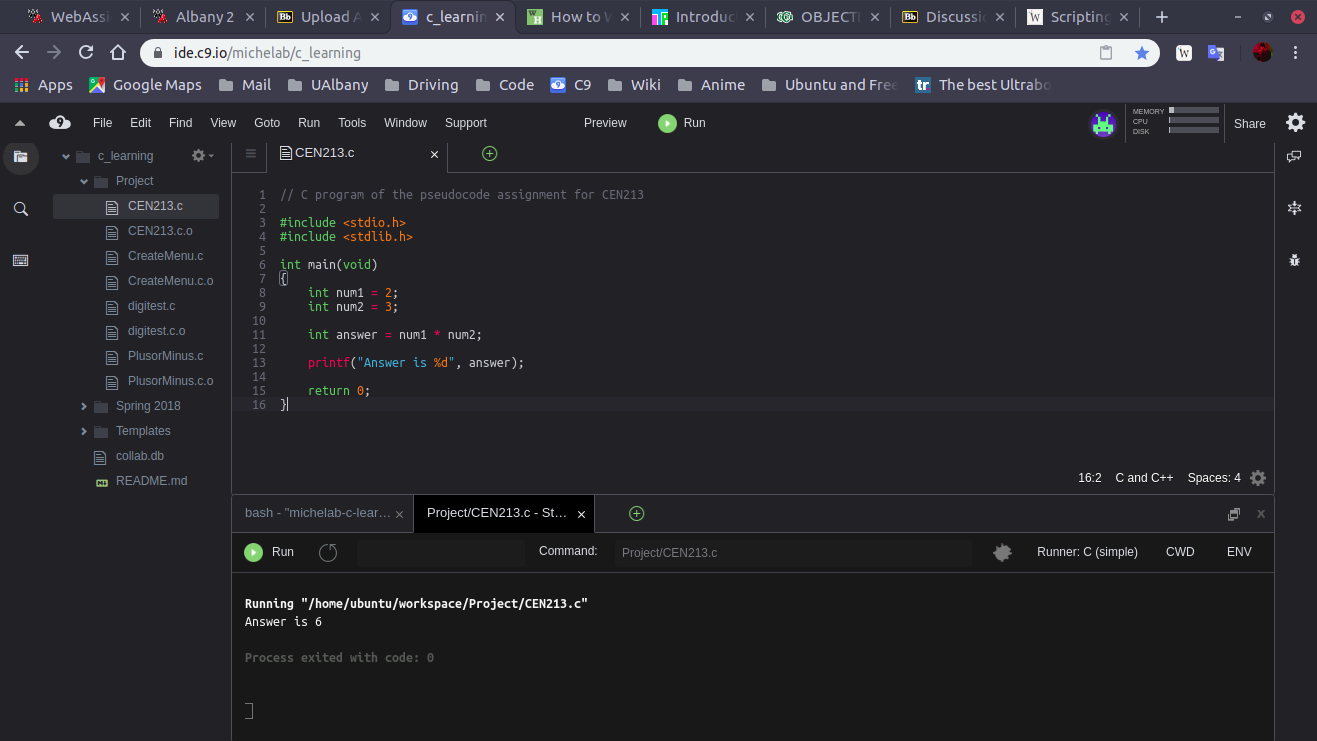 WebAssi
Albany 2
Upload A
c_learnin
How to W
Introduc
OBJECTI
Discussio
Scripting
ide.c9.io/michelab/c_learning
Apps Google Maps Mail UAlbany Driving Code C9 Wiki Anime Ubuntu and Free The best Ultrabo
File Edit Find View Goto Run Tools Window Support Preview Run
MEMORY
CPU
DISK
Share
c_learning
Project
CEN213.c
CEN213.c.o
CreateMenu.c
CreateMenu.c.o
digitest.c
digitest.c.o
PlusorMinus.c
PlusorMinus.c.o
Spring 2018
Templates
collab.db
README.md
CEN213.c
1 // C program of the pseudocode assignment for CEN213
2
3 #include <stdio.h>
4 #include <stdlib.h>
5
6 int main(void)
7 {
8 int num1 = 2;
9 int num2 = 3;
10
11 int answer = num1 * num2;
12
13 printf("Answer is %d", answer);
14
15 return 0;
16 }
16:2 C and C++ Spaces: 4
bash - "michelab-c-lear… Project/CEN213.c - St…
Run Command: Project/CEN213.c Runner: C (simple) CWD ENV
Running "/home/ubuntu/workspace/Project/CEN213.c"
Answer is 6
Process exited with code: 0